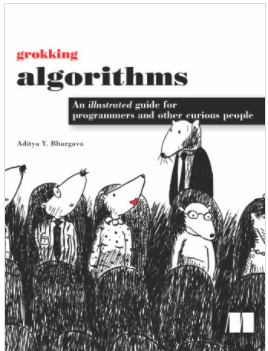 grokking
algorithms
An illustrated guide for
programmers and other curious people
Aditya Y. Bhargava